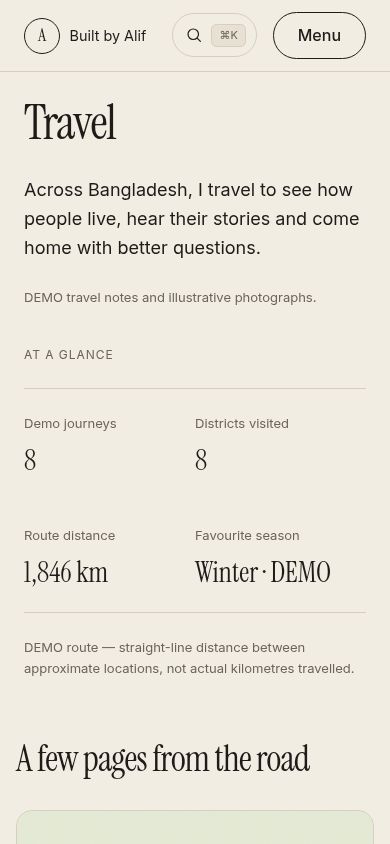 A Built by Alif ⌘K Menu
Travel
Across Bangladesh, I travel to see how
people live, hear their stories and come
home with better questions.
DEMO travel notes and illustrative photographs.
AT A GLANCE
Demo journeys Districts visited
8 8
Route distance Favourite season
1,846 km Winter · DEMO
DEMO route — straight-line distance between
approximate locations, not actual kilometres travelled.
A few pages from the road